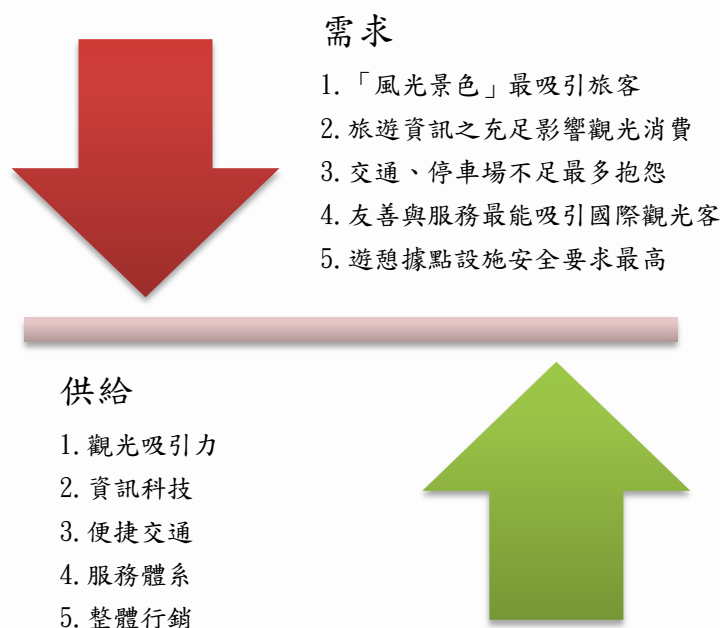 需求
1.「風光景色」最吸引旅客
2.旅遊資訊之充足影響觀光消費
3.交通、停車場不足最多抱怨
4.友善與服務最能吸引國際觀光客
5.遊憩據點設施安全要求最高
供給
1.觀光吸引力
2.資訊科技
3.便捷交通
4.服務體系
5.整體行銷